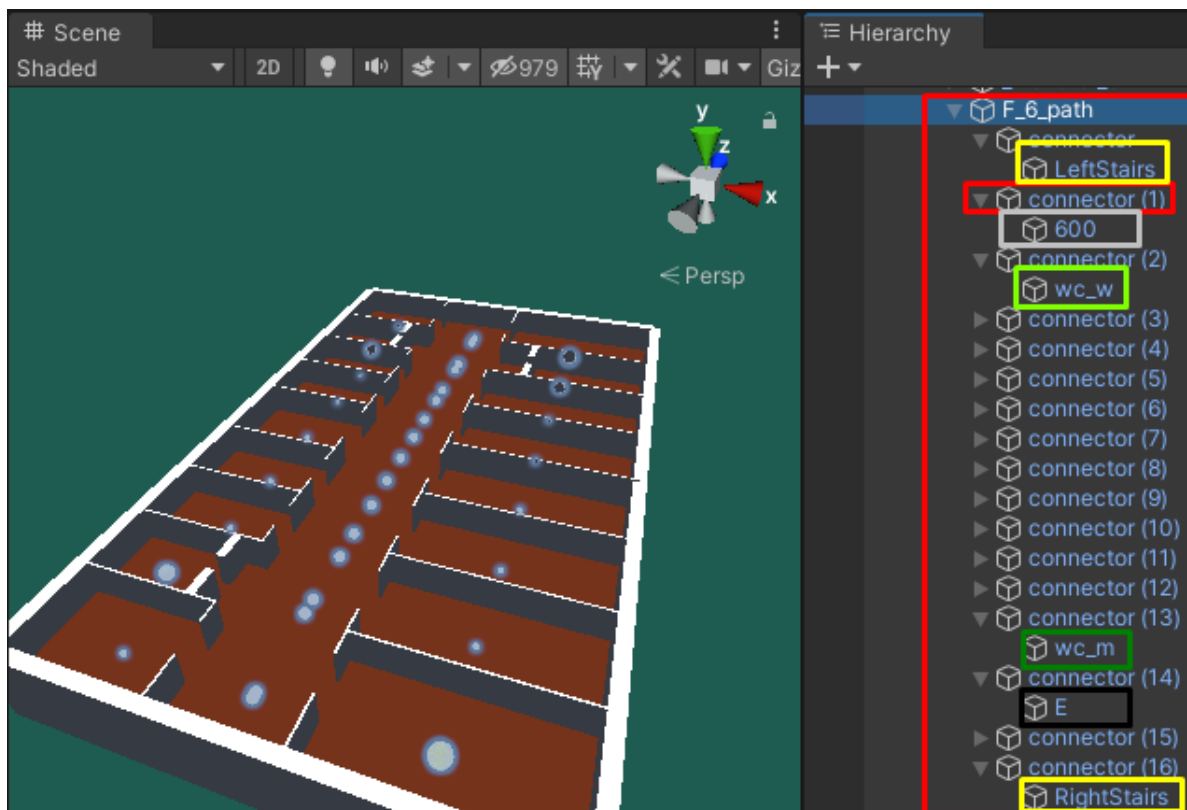 Scene
Hierarchy
Shaded
2D
979
Giz
y
z
x
Persp
F_6_path
connector
LeftStairs
connector (1)
600
connector (2)
wc_w
connector (3)
connector (4)
connector (5)
connector (6)
connector (7)
connector (8)
connector (9)
connector (10)
connector (11)
connector (12)
connector (13)
wc_m
connector (14)
E
connector (15)
connector (16)
RightStairs